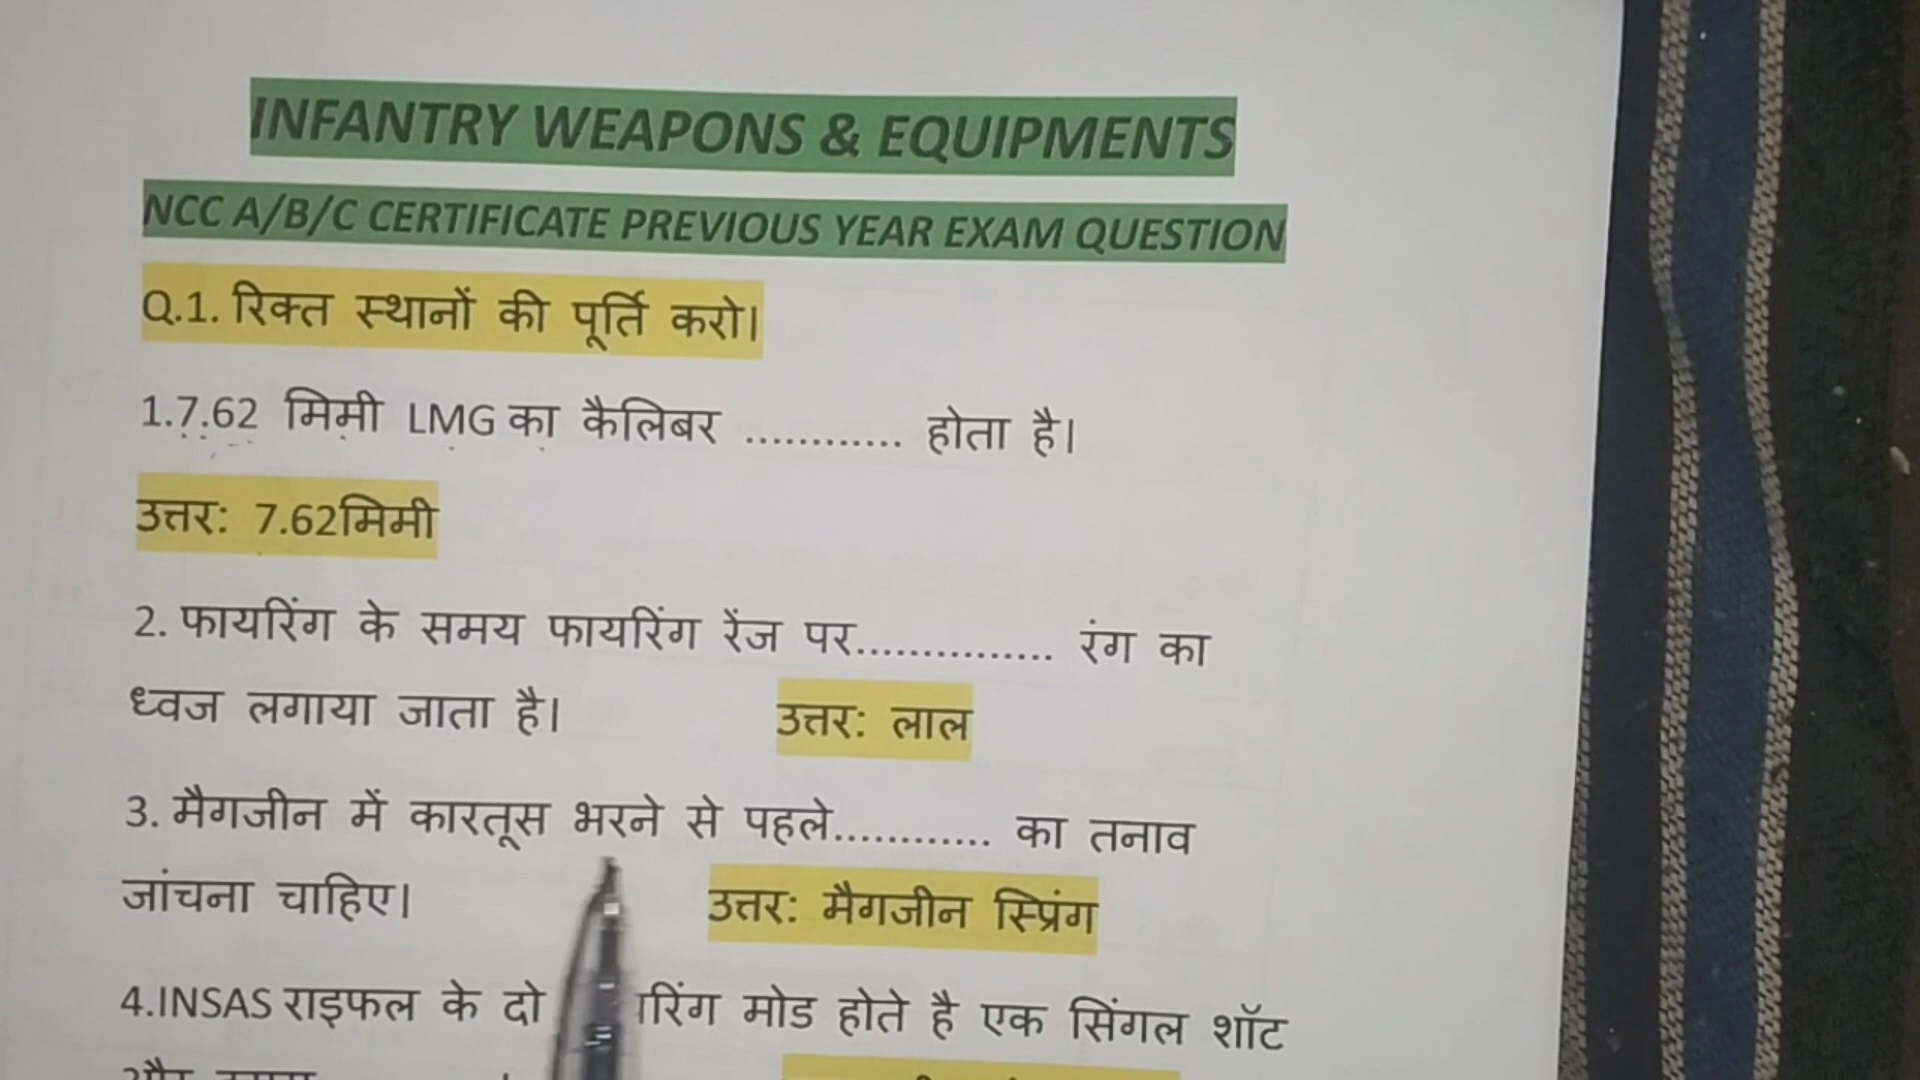 INFANTRY WEAPONS & EQUIPMENTS
NCC A/B/C CERTIFICATE PREVIOUS YEAR EXAM QUESTION
Q.1. रिक्त स्थानों की पूर्ति करो।
1.7.62 मिमी LMG का कैलिबर ............ होता है।
उत्तर: 7.62मिमी
2. फायरिंग के समय फायरिंग रेंज पर............... रंग का
ध्वज लगाया जाता है। उत्तर: लाल
3. मैगजीन में कारतूस भरने से पहले............ का तनाव
जांचना चाहिए। उत्तर: मैगजीन स्प्रिंग
4.INSAS राइफल के दो मोड होते है एक सिंगल शॉट